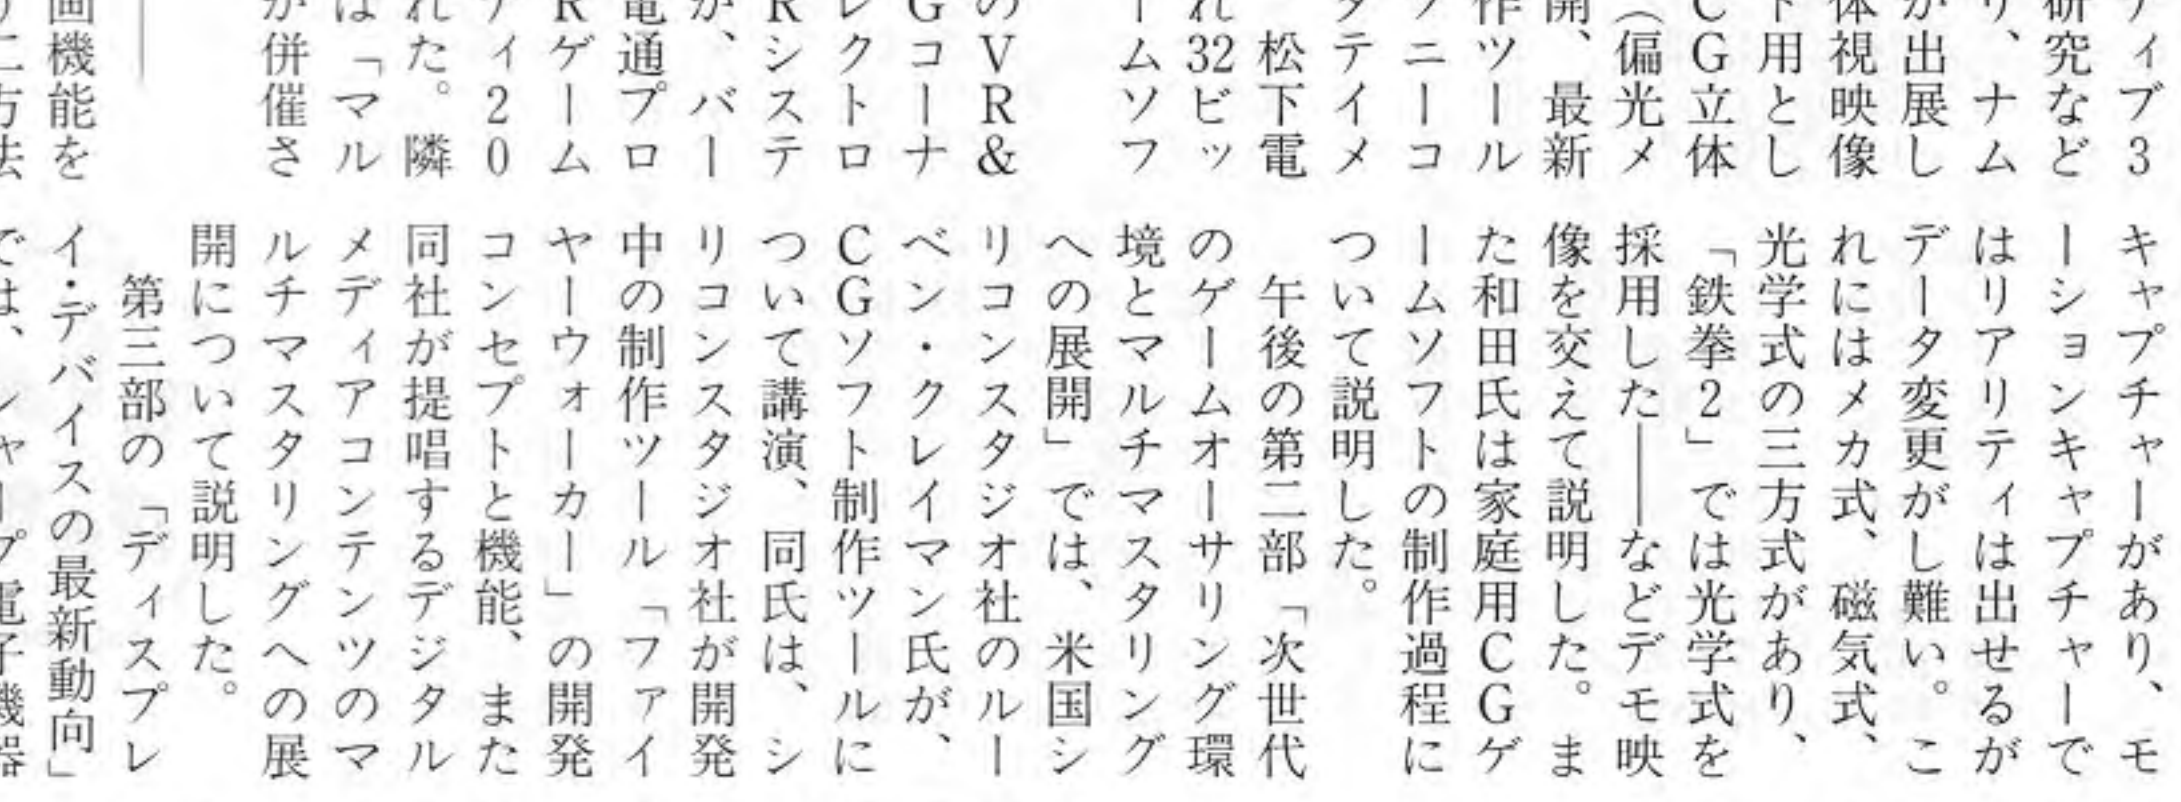 ティブ3
研究など
り、ナム
が出展し
体視映像
ド用とし
CG立体
（偏光メ
開、最新
作ツール
ソニーコ
タテイメ
松下電
れ32ビッ
ームソフ
のVR&
Gコーナ
レクトロ
Rシステ
が、バー
電通プロ
Rゲーム
ティ20
れた。隣
は「マル
が併催さ
画機能を
り二方法
キャプチャーがあり、モ
ーションキャプチャーで
はリアリティは出せるが
データ変更がし難い。こ
れにはメカ式、磁気式、
光学式の三方式があり、
「鉄拳2」では光学式を
採用した――などデモ映
像を交えて説明した。ま
た和田氏は家庭用CGゲ
ームソフトの制作過程に
ついて説明した。
午後の第二部「次世代
のゲームオーサリング環
境とマルチマスタリング
への展開」では、米国シ
リコンスタジオ社のルー
ベン・クレイマン氏が、
CGソフト制作ツールに
ついて講演、同氏は、シ
リコンスタジオ社が開発
中の制作ツール「ファイ
ヤーウォーカー」の開発
コンセプトと機能、また
同社が提唱するデジタル
メディアコンテンツのマ
ルチマスタリングへの展
開について説明した。
第三部の「ディスプレ
イ・デバイスの最新動向」
では、シャープ電子機器